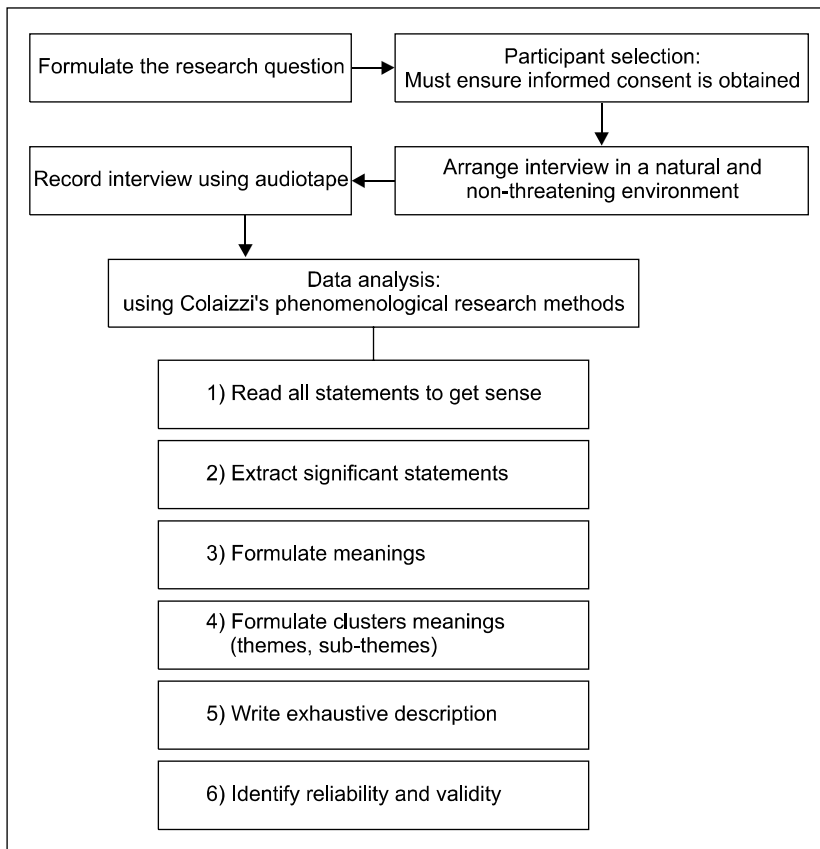 Formulate the research question
Participant selection:
Must ensure informed consent is obtained
Arrange interview in a natural and
non-threatening environment
Record interview using audiotape
Data analysis:
using Colaizzi's phenomenological research methods
1) Read all statements to get sense
2) Extract significant statements
3) Formulate meanings
4) Formulate clusters meanings
(themes, sub-themes)
5) Write exhaustive description
6) Identify reliability and validity